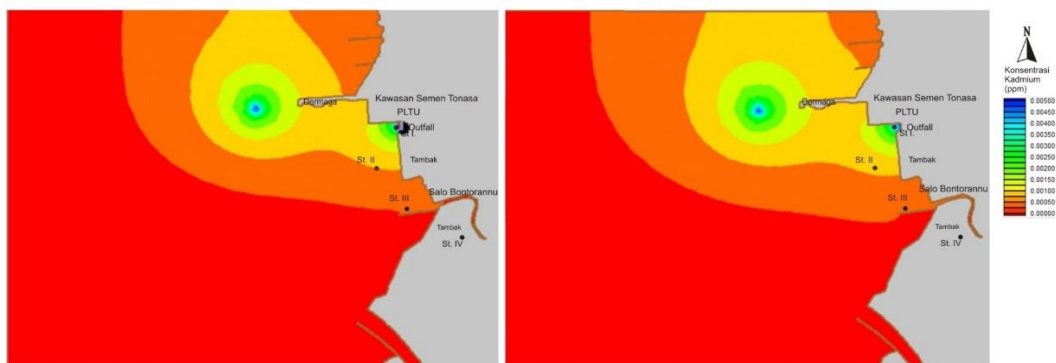 Dermaga
Kawasan Semen Tonasa
PLTU
Outfall
St I.
St. II
Tambak
Salo Bontorannu
St. III
Tambak
St. IV
Dermaga
Kawasan Semen Tonasa
PLTU
Outfall
St I.
St. II
Tambak
Salo Bontorannu
St. III
Tambak
St. IV
N
Konsentrasi
Kadmium
(ppm)
0.00500
0.00450
0.00400
0.00350
0.00300
0.00250
0.00200
0.00150
0.00100
0.00050
0.00000